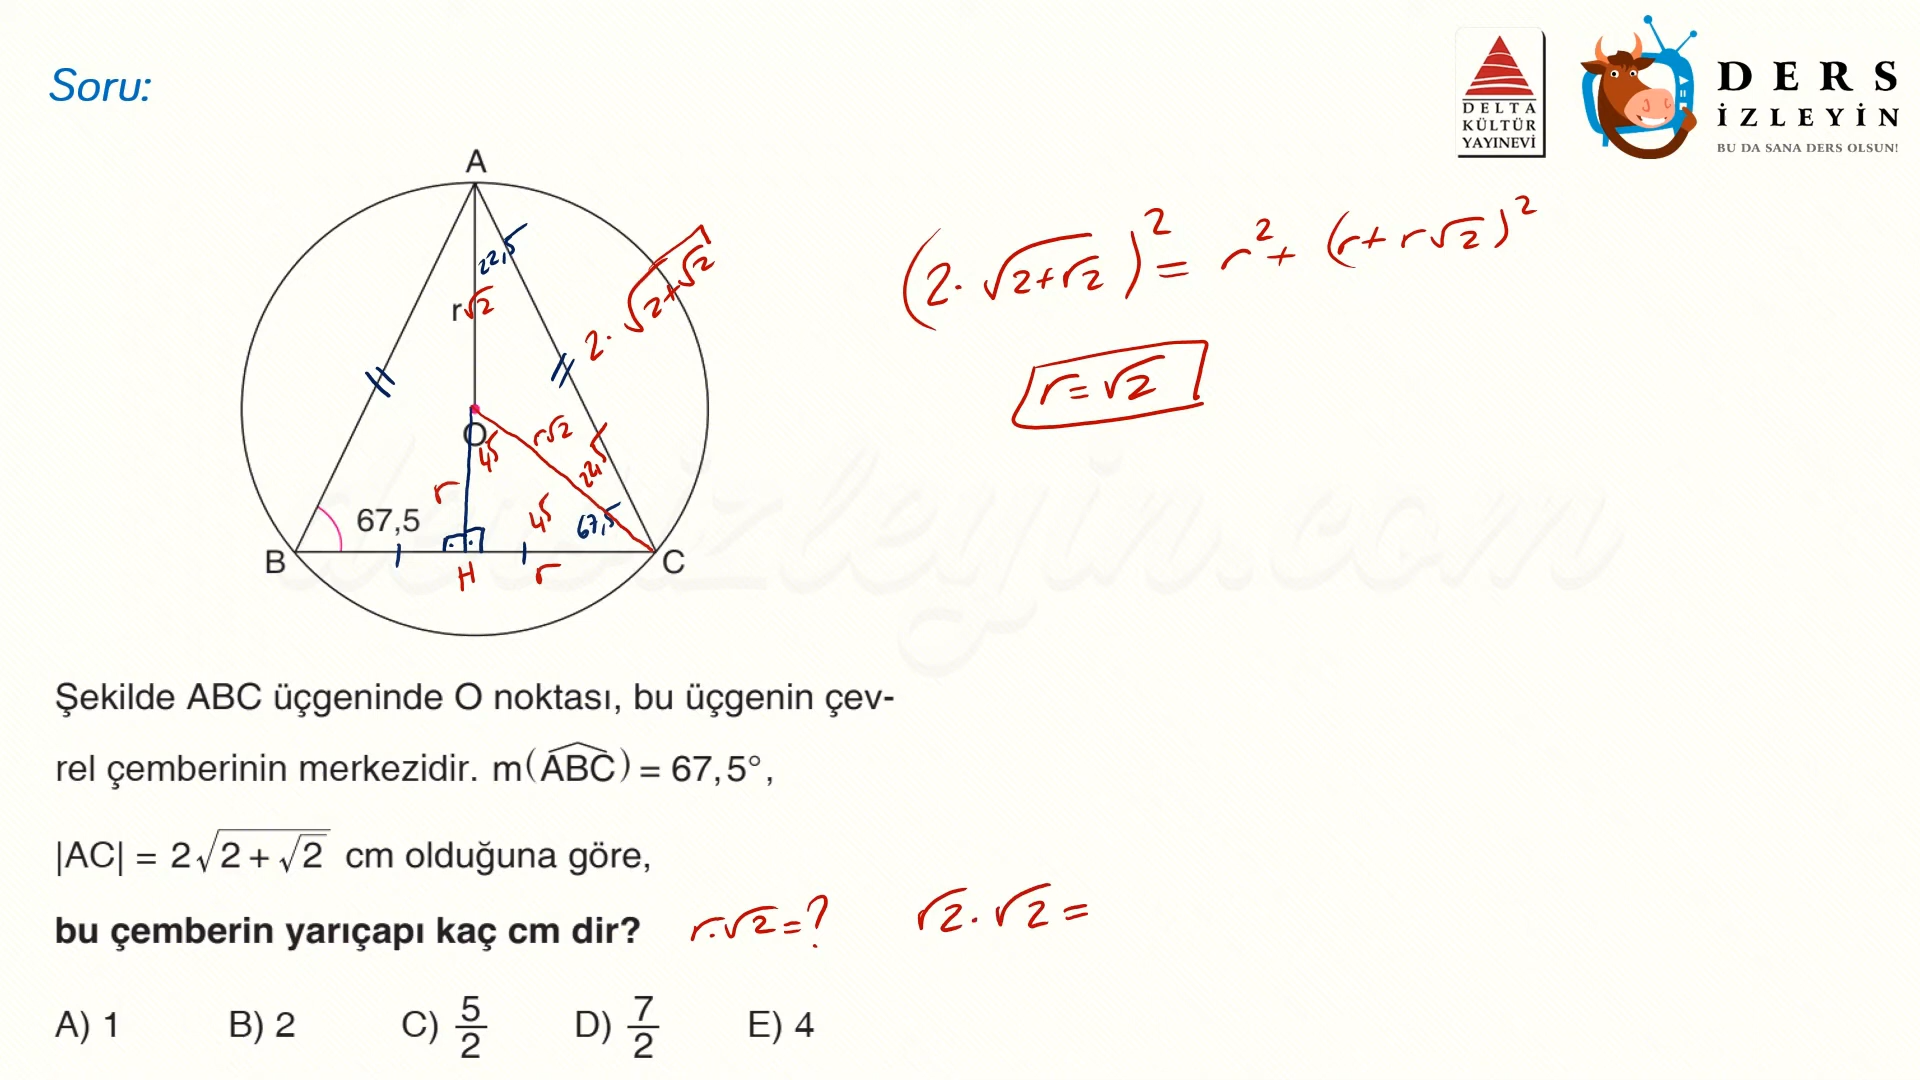 Soru:
DELTA
KÜLTÜR
YAYINEVİ
DERS
İZLEYİN
BU DA SANA DERS OLSUN!
A
22,5
r√2
2·√(2+√2)
(2·√(2+√2))² = r² + (r+r√2)²
r=√2
O
45
r√2
22,5
r
67,5
45
67,5
B
H
r
C
dersizleyin.com
Şekilde ABC üçgeninde O noktası, bu üçgenin çev-
rel çemberinin merkezidir. m(ABC) = 67,5°,
|AC| = 2√(2+√2) cm olduğuna göre,
bu çemberin yarıçapı kaç cm dir? r.√2=? √2.√2=
A) 1 B) 2 C) 5/2 D) 7/2 E) 4